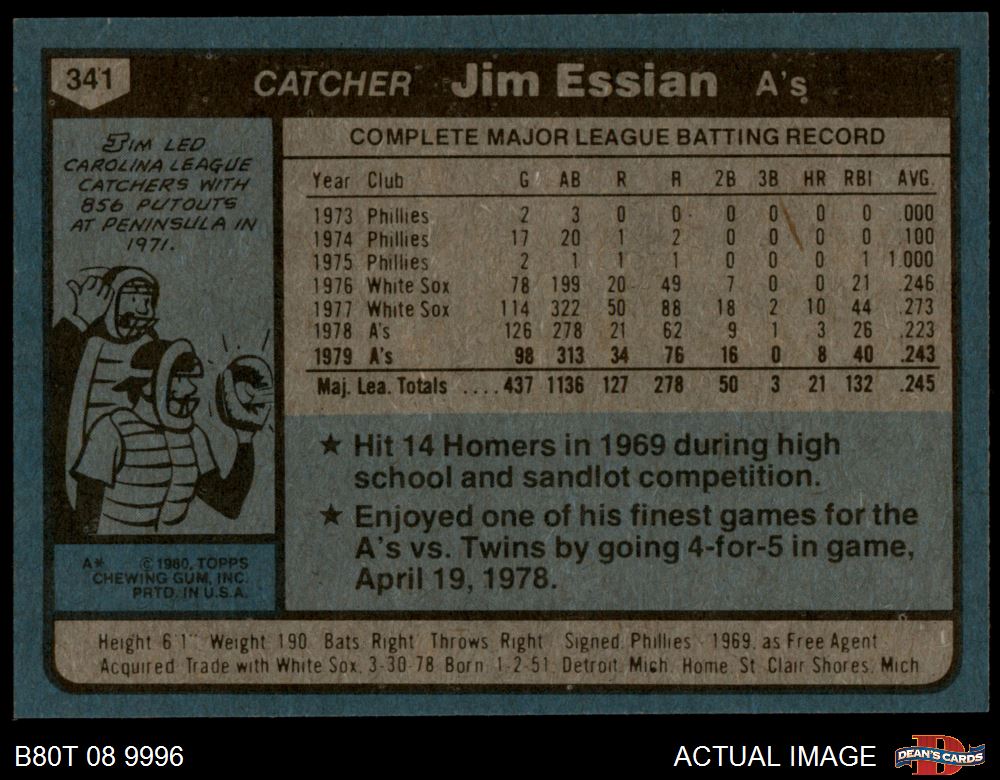 341 CATCHER Jim Essian A's
JIM LED
CAROLINA LEAGUE
CATCHERS WITH
856 PUTOUTS
AT PENINSULA IN
1971.
COMPLETE MAJOR LEAGUE BATTING RECORD
Year Club G AB R R 2B 3B HR RBI AVG.
1973 Phillies 2 3 0 0 0 0 0 0 .000
1974 Phillies 17 20 1 2 0 0 0 0 .100
1975 Phillies 2 1 1 1 0 0 0 1 1.000
1976 White Sox 78 199 20 49 7 0 0 21 .246
1977 White Sox 114 322 50 88 18 2 10 44 .273
1978 A's 126 278 21 62 9 1 3 26 .223
1979 A's 98 313 34 76 16 0 8 40 .243
Maj. Lea. Totals ....437 1136 127 278 50 3 21 132 .245
★ Hit 14 Homers in 1969 during high
school and sandlot competition.
★ Enjoyed one of his finest games for the
A's vs. Twins by going 4-for-5 in game,
April 19, 1978.
A* ©1980, TOPPS
CHEWING GUM, INC.
PRTD. IN U.S.A.
Height 6'1" Weight 190 Bats Right Throws Right Signed Phillies - 1969, as Free Agent
Acquired Trade with White Sox, 3-30-78 Born 1-2-51 Detroit, Mich. Home St. Clair Shores, Mich
B80T 08 9996
ACTUAL IMAGE
D
DEAN'S CARDS